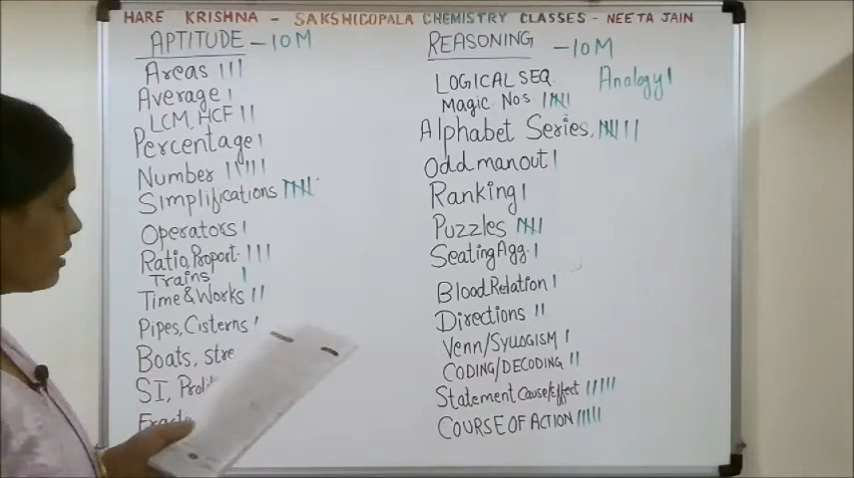 HARE KRISHNA - SAKSHIGOPALA CHEMISTRY CLASSES - NEETA JAIN
APTITUDE - 10M
Areas |||
Average |
LCM, HCF ||
Percentage |
Number |||||
Simplifications
Operators |
Ratio, Proport. |||
Trains |
Time & Works ||
Pipes, Cisterns |
Boats, Stre
SI, Profit
REASONING - 10M
LOGICAL SEQ. Analogy |
Magic Nos
Alphabet Series,
Odd man out |
Ranking |
Puzzles
Seating Agg. |
Blood Relation |
Directions ||
Venn/SYLLOGISM |
CODING/DECODING ||
Statement Cause/Effect |||||
COURSE OF ACTION |||||